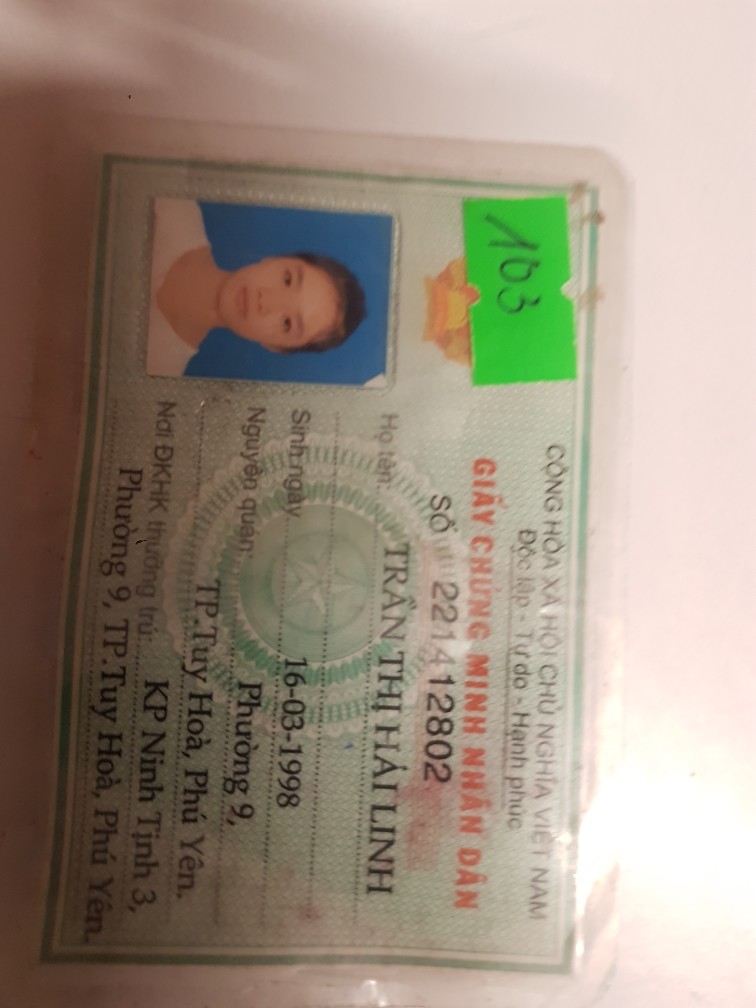 103
CỘNG HÒA XÃ HỘI CHỦ NGHĨA VIỆT NAM
Độc lập - Tự do - Hạnh phúc
GIẤY CHỨNG MINH NHÂN DÂN
SỐ 221412802
Họ tên: TRẦN THỊ HẢI LINH
Sinh ngày 16-03-1998
Nguyên quán: Phường 9,
TP.Tuy Hoà, Phú Yên.
Nơi ĐKHK thường trú: KP Ninh Tịnh 3,
Phường 9, TP.Tuy Hoà, Phú Yên.